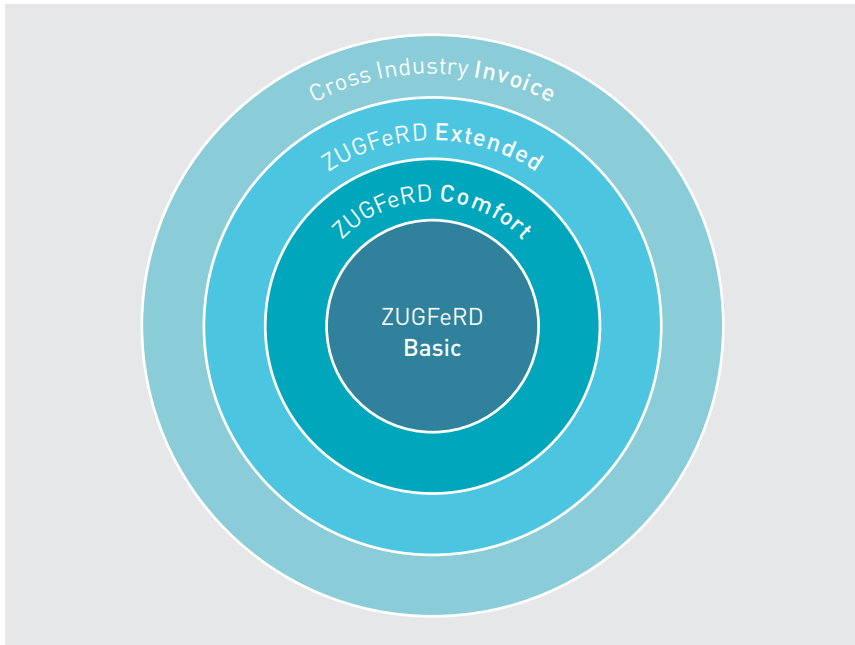 Cross Industry Invoice
ZUGFeRD Extended
ZUGFeRD Comfort
ZUGFeRD
Basic